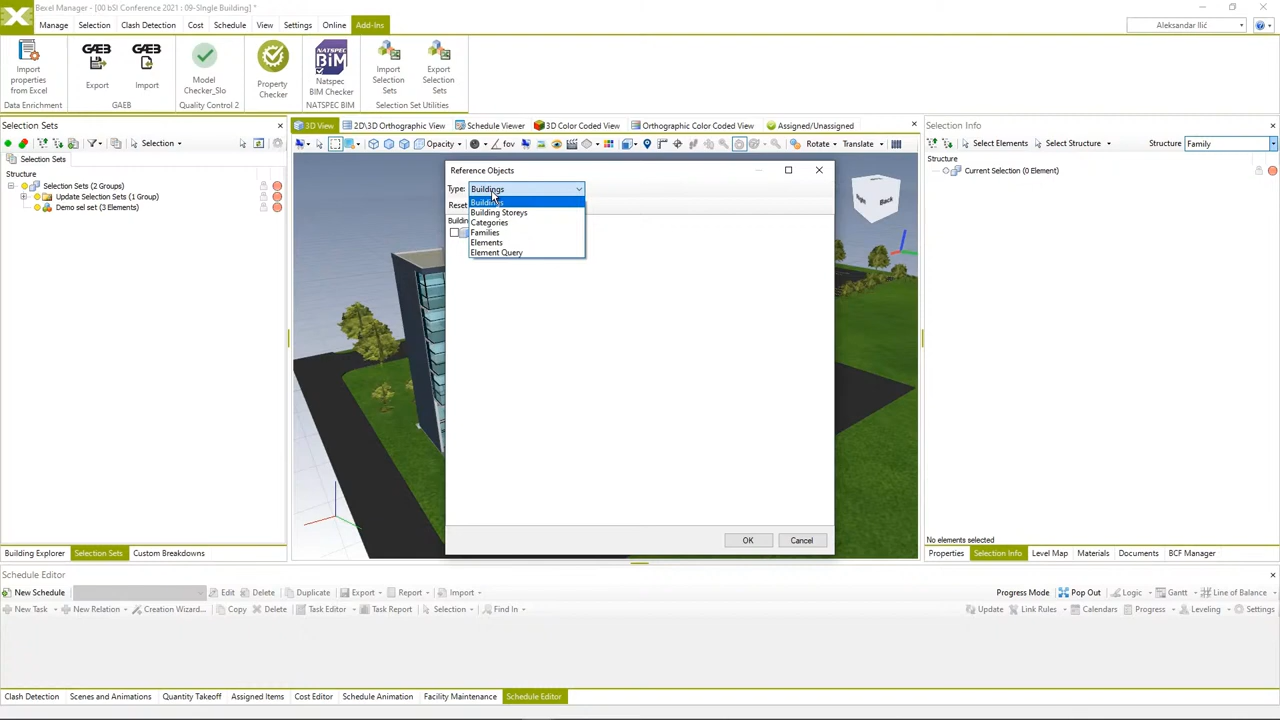 Bexel Manager - [00 bSI Conference 2021 : 09-Single Building] *
Manage Selection Clash Detection Cost Schedule View Settings Online Add-Ins
Aleksandar Ilić
Import properties from Excel
GAEB Export
GAEB Import
Model Checker_Slo
Property Checker
NATSPEC BIM Natspec BIM Checker
Import Selection Sets
Export Selection Sets
Data Enrichment GAEB Quality Control 2 NATSPEC BIM Selection Set Utilities
Selection Sets
3D View 2D\3D Orthographic View Schedule Viewer 3D Color Coded View Orthographic Color Coded View Assigned/Unassigned
Selection Info
Selection
Opacity fov Rotate Translate
Select Elements Select Structure Structure Family
Selection Sets
Structure
Selection Sets (2 Groups)
Update Selection Sets (1 Group)
Demo sel set (3 Elements)
Structure
Current Selection (0 Element)
Right Back
Reference Objects
Type: Buildings
Reset
Buildings
Building Storeys
Categories
Families
Elements
Element Query
OK Cancel
No elements selected
Building Explorer Selection Sets Custom Breakdowns
Properties Selection Info Level Map Materials Documents BCF Manager
Schedule Editor
New Schedule Edit Delete Duplicate Export Report Import
Progress Mode Pop Out Logic Gantt Line of Balance
New Task New Relation Creation Wizard... Copy Delete Task Editor Task Report Selection Find In
Update Link Rules Calendars Progress Leveling Settings
Clash Detection Scenes and Animations Quantity Takeoff Assigned Items Cost Editor Schedule Animation Facility Maintenance Schedule Editor